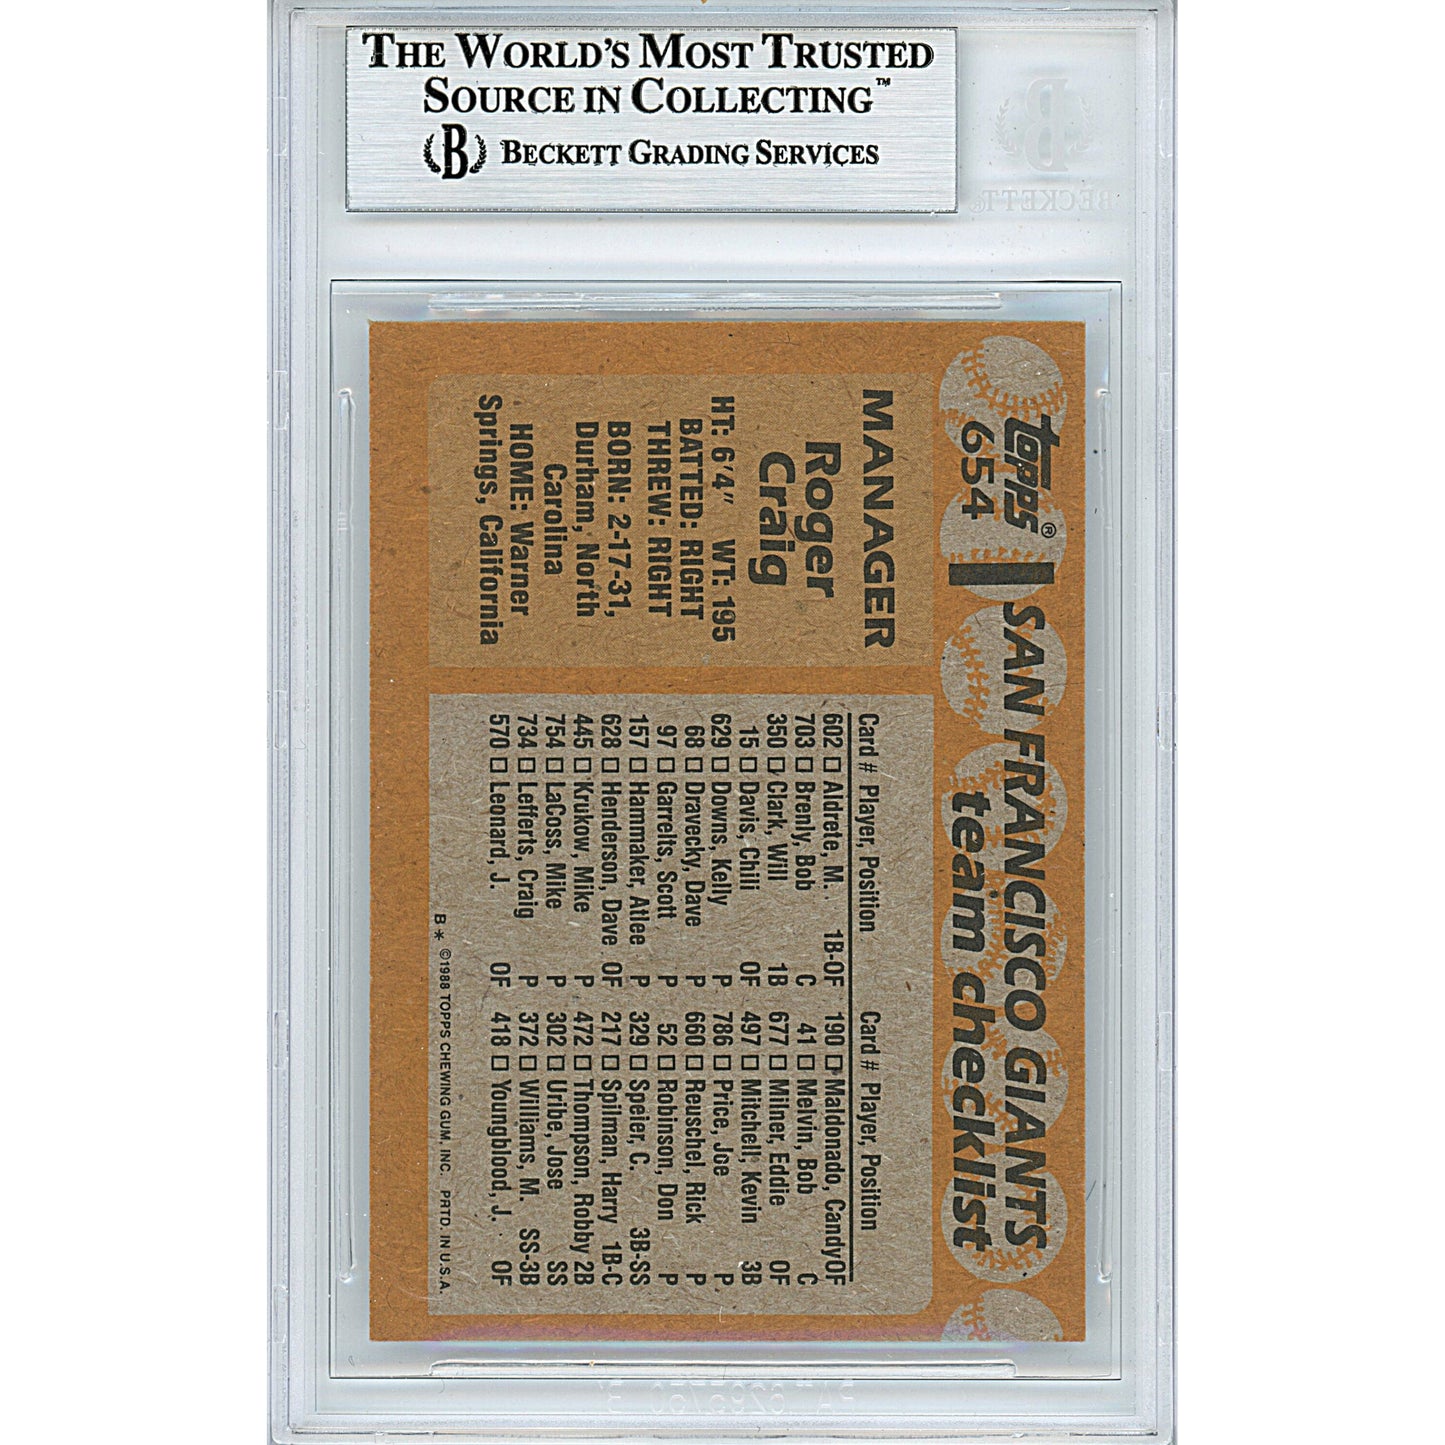 THE WORLD'S MOST TRUSTED
SOURCE IN COLLECTING™
B BECKETT GRADING SERVICES
B
BECKETT
topps®
654
SAN FRANCISCO GIANTS
team checklist
MANAGER
Roger
Craig
HT: 6'4" WT: 195
BATTED: RIGHT
THREW: RIGHT
BORN: 2-17-31,
Durham, North
Carolina
HOME: Warner
Springs, California
Card # Player, Position Card # Player, Position
602 □ Aldrete, M. 1B-OF 190 □ Maldonado, Candy OF
703 □ Brenly, Bob C 41 □ Melvin, Bob C
350 □ Clark, Will 1B 677 □ Milner, Eddie OF
15 □ Davis, Chili OF 497 □ Mitchell, Kevin 3B
629 □ Downs, Kelly P 786 □ Price, Joe P
68 □ Dravecky, Dave P 660 □ Reuschel, Rick P
97 □ Garrelts, Scott P 52 □ Robinson, Don P
157 □ Hammaker, Atlee P 329 □ Speier, C. 3B-SS
628 □ Henderson, Dave OF 217 □ Spilman, Harry 1B-C
445 □ Krukow, Mike P 472 □ Thompson, Robby 2B
754 □ LaCoss, Mike P 302 □ Uribe, Jose SS
734 □ Lefferts, Craig P 372 □ Williams, M. SS-3B
570 □ Leonard, J. OF 418 □ Youngblood, J. OF
B* ©1988 TOPPS CHEWING GUM, INC. PRTD. IN U.S.A.